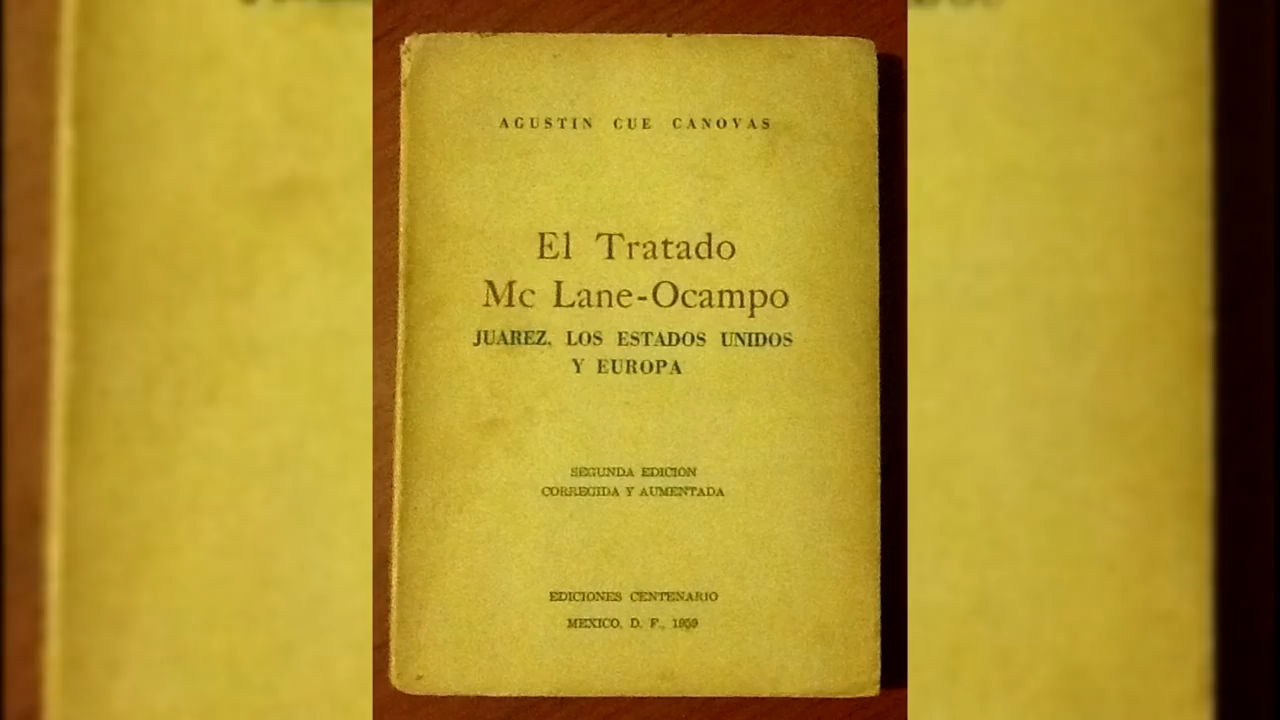 AGUSTIN CUE CANOVAS
El Tratado
Mc Lane-Ocampo
JUAREZ, LOS ESTADOS UNIDOS
Y EUROPA
SEGUNDA EDICION
CORREGIDA Y AUMENTADA
EDICIONES CENTENARIO
MEXICO, D. F., 1959